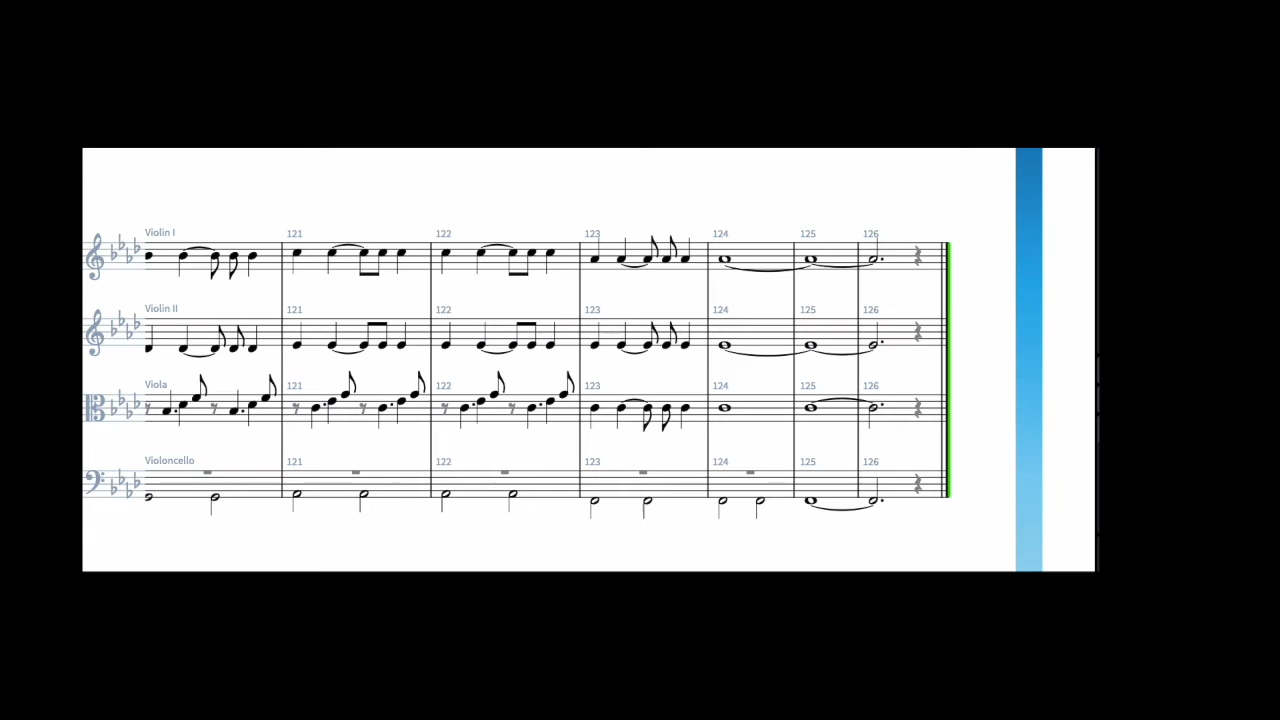 Violin I 121 122 123 124 125 126
Violin II 121 122 123 124 125 126
Viola 121 122 123 124 125 126
Violoncello 121 122 123 124 125 126